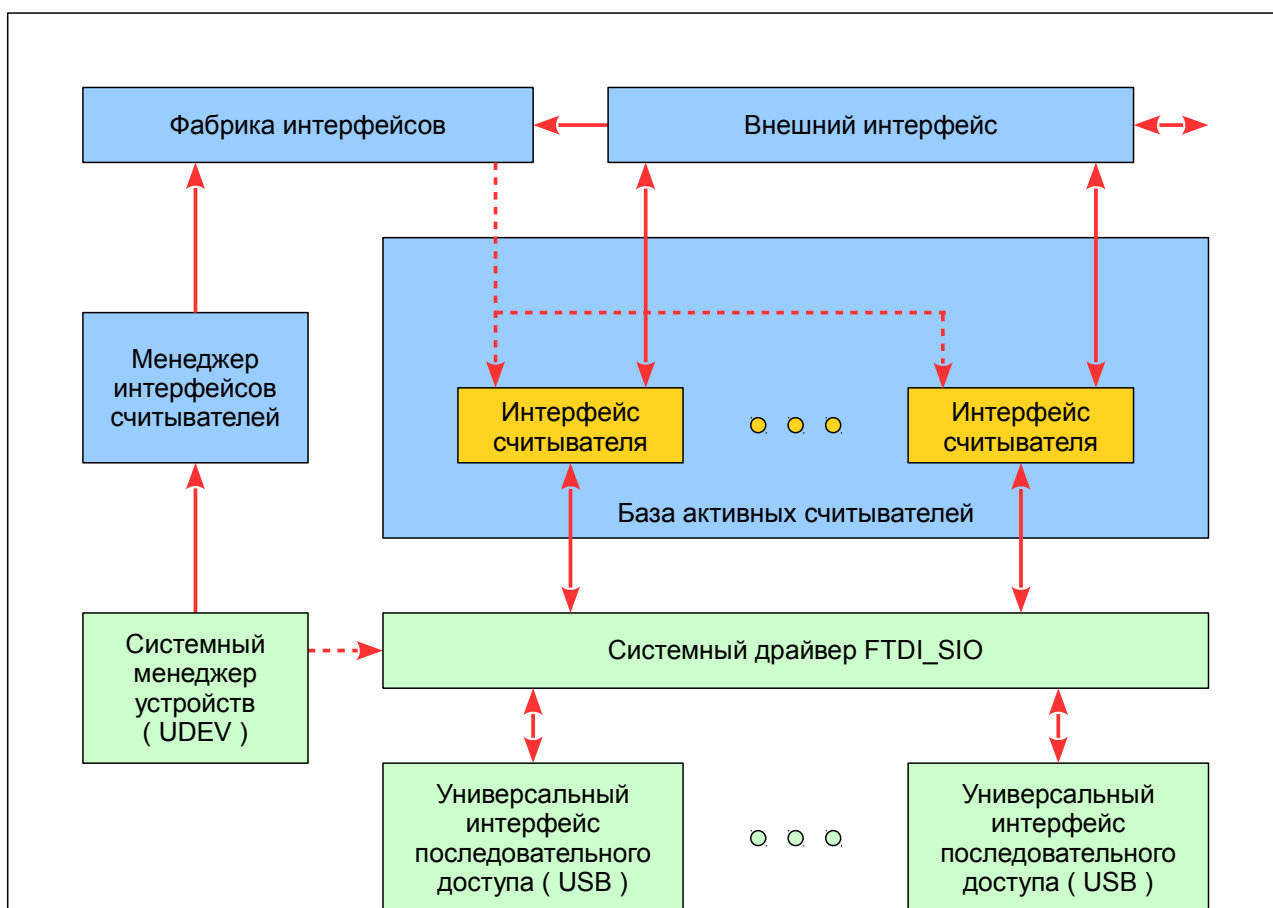 Фабрика интерфейсов
Внешний интерфейс
Менеджер
интерфейсов
считывателей
Интерфейс
считывателя
Интерфейс
считывателя
База активных считывателей
Системный
менеджер
устройств
( UDEV )
Системный драйвер FTDI_SIO
Универсальный
интерфейс
последовательного
доступа ( USB )
Универсальный
интерфейс
последовательного
доступа ( USB )